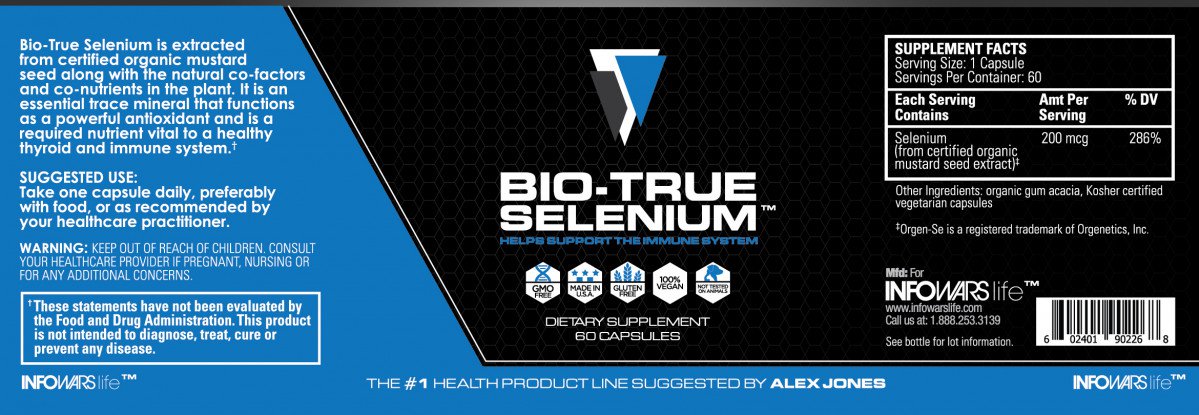 Bio-True Selenium is extracted
from certified organic mustard
seed along with the natural co-factors
and co-nutrients in the plant. It is an
essential trace mineral that functions
as a powerful antioxidant and is a
required nutrient vital to a healthy
thyroid and immune system.†
SUGGESTED USE:
Take one capsule daily, preferably
with food, or as recommended by
your healthcare practitioner.
WARNING: KEEP OUT OF REACH OF CHILDREN. CONSULT
YOUR HEALTHCARE PROVIDER IF PREGNANT, NURSING OR
FOR ANY ADDITIONAL CONCERNS.
†These statements have not been evaluated by
the Food and Drug Administration. This product
is not intended to diagnose, treat, cure or
prevent any disease.
INFOWARSlife™
BIO-TRUE
SELENIUM™
HELPS SUPPORT THE IMMUNE SYSTEM
GMO
FREE
MADE IN
U.S.A.
GLUTEN
FREE
100%
VEGAN
NOT TESTED
ON ANIMALS
DIETARY SUPPLEMENT
60 CAPSULES
THE #1 HEALTH PRODUCT LINE SUGGESTED BY ALEX JONES
SUPPLEMENT FACTS
Serving Size: 1 Capsule
Servings Per Container: 60
Each Serving Contains Amt Per Serving % DV
Selenium 200 mcg 286%
(from certified organic
mustard seed extract)‡
Other Ingredients: organic gum acacia, Kosher certified
vegetarian capsules
‡Orgen-Se is a registered trademark of Orgenetics, Inc.
Mfd: For
INFOWARSlife™
www.infowarslife.com
Call us at: 1.888.253.3139
See bottle for lot information.
6 02401 90226 8
INFOWARSlife™